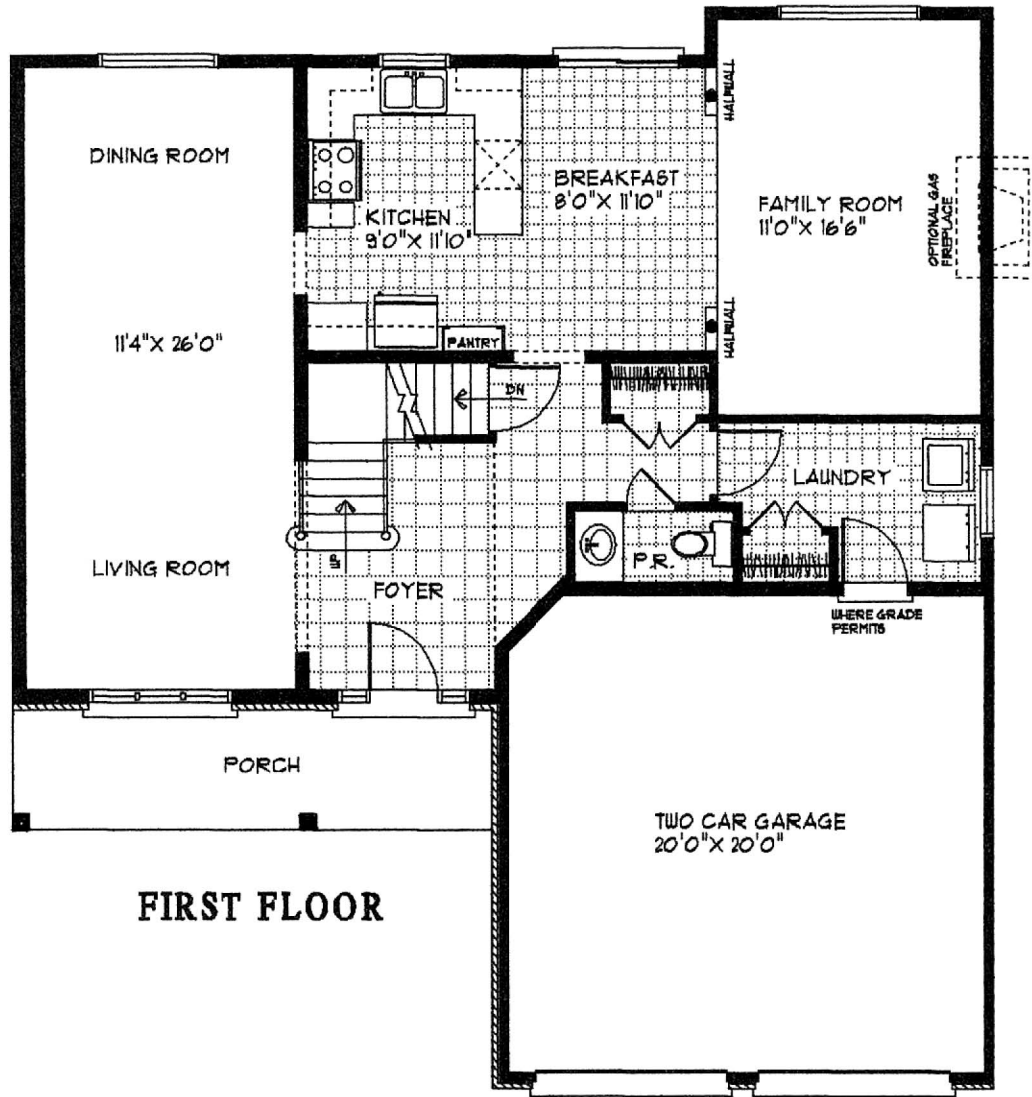 DINING ROOM
11'4"X 26'0"
LIVING ROOM
KITCHEN
9'0"X 11'10"
PANTRY
BREAKFAST
8'0"X 11'10"
HALFWALL
HALFWALL
FAMILY ROOM
11'0"X 16'6"
OPTIONAL GAS
FIREPLACE
DN
UP
FOYER
LAUNDRY
P.R.
WHERE GRADE
PERMITS
PORCH
TWO CAR GARAGE
20'0"X 20'0"
FIRST FLOOR